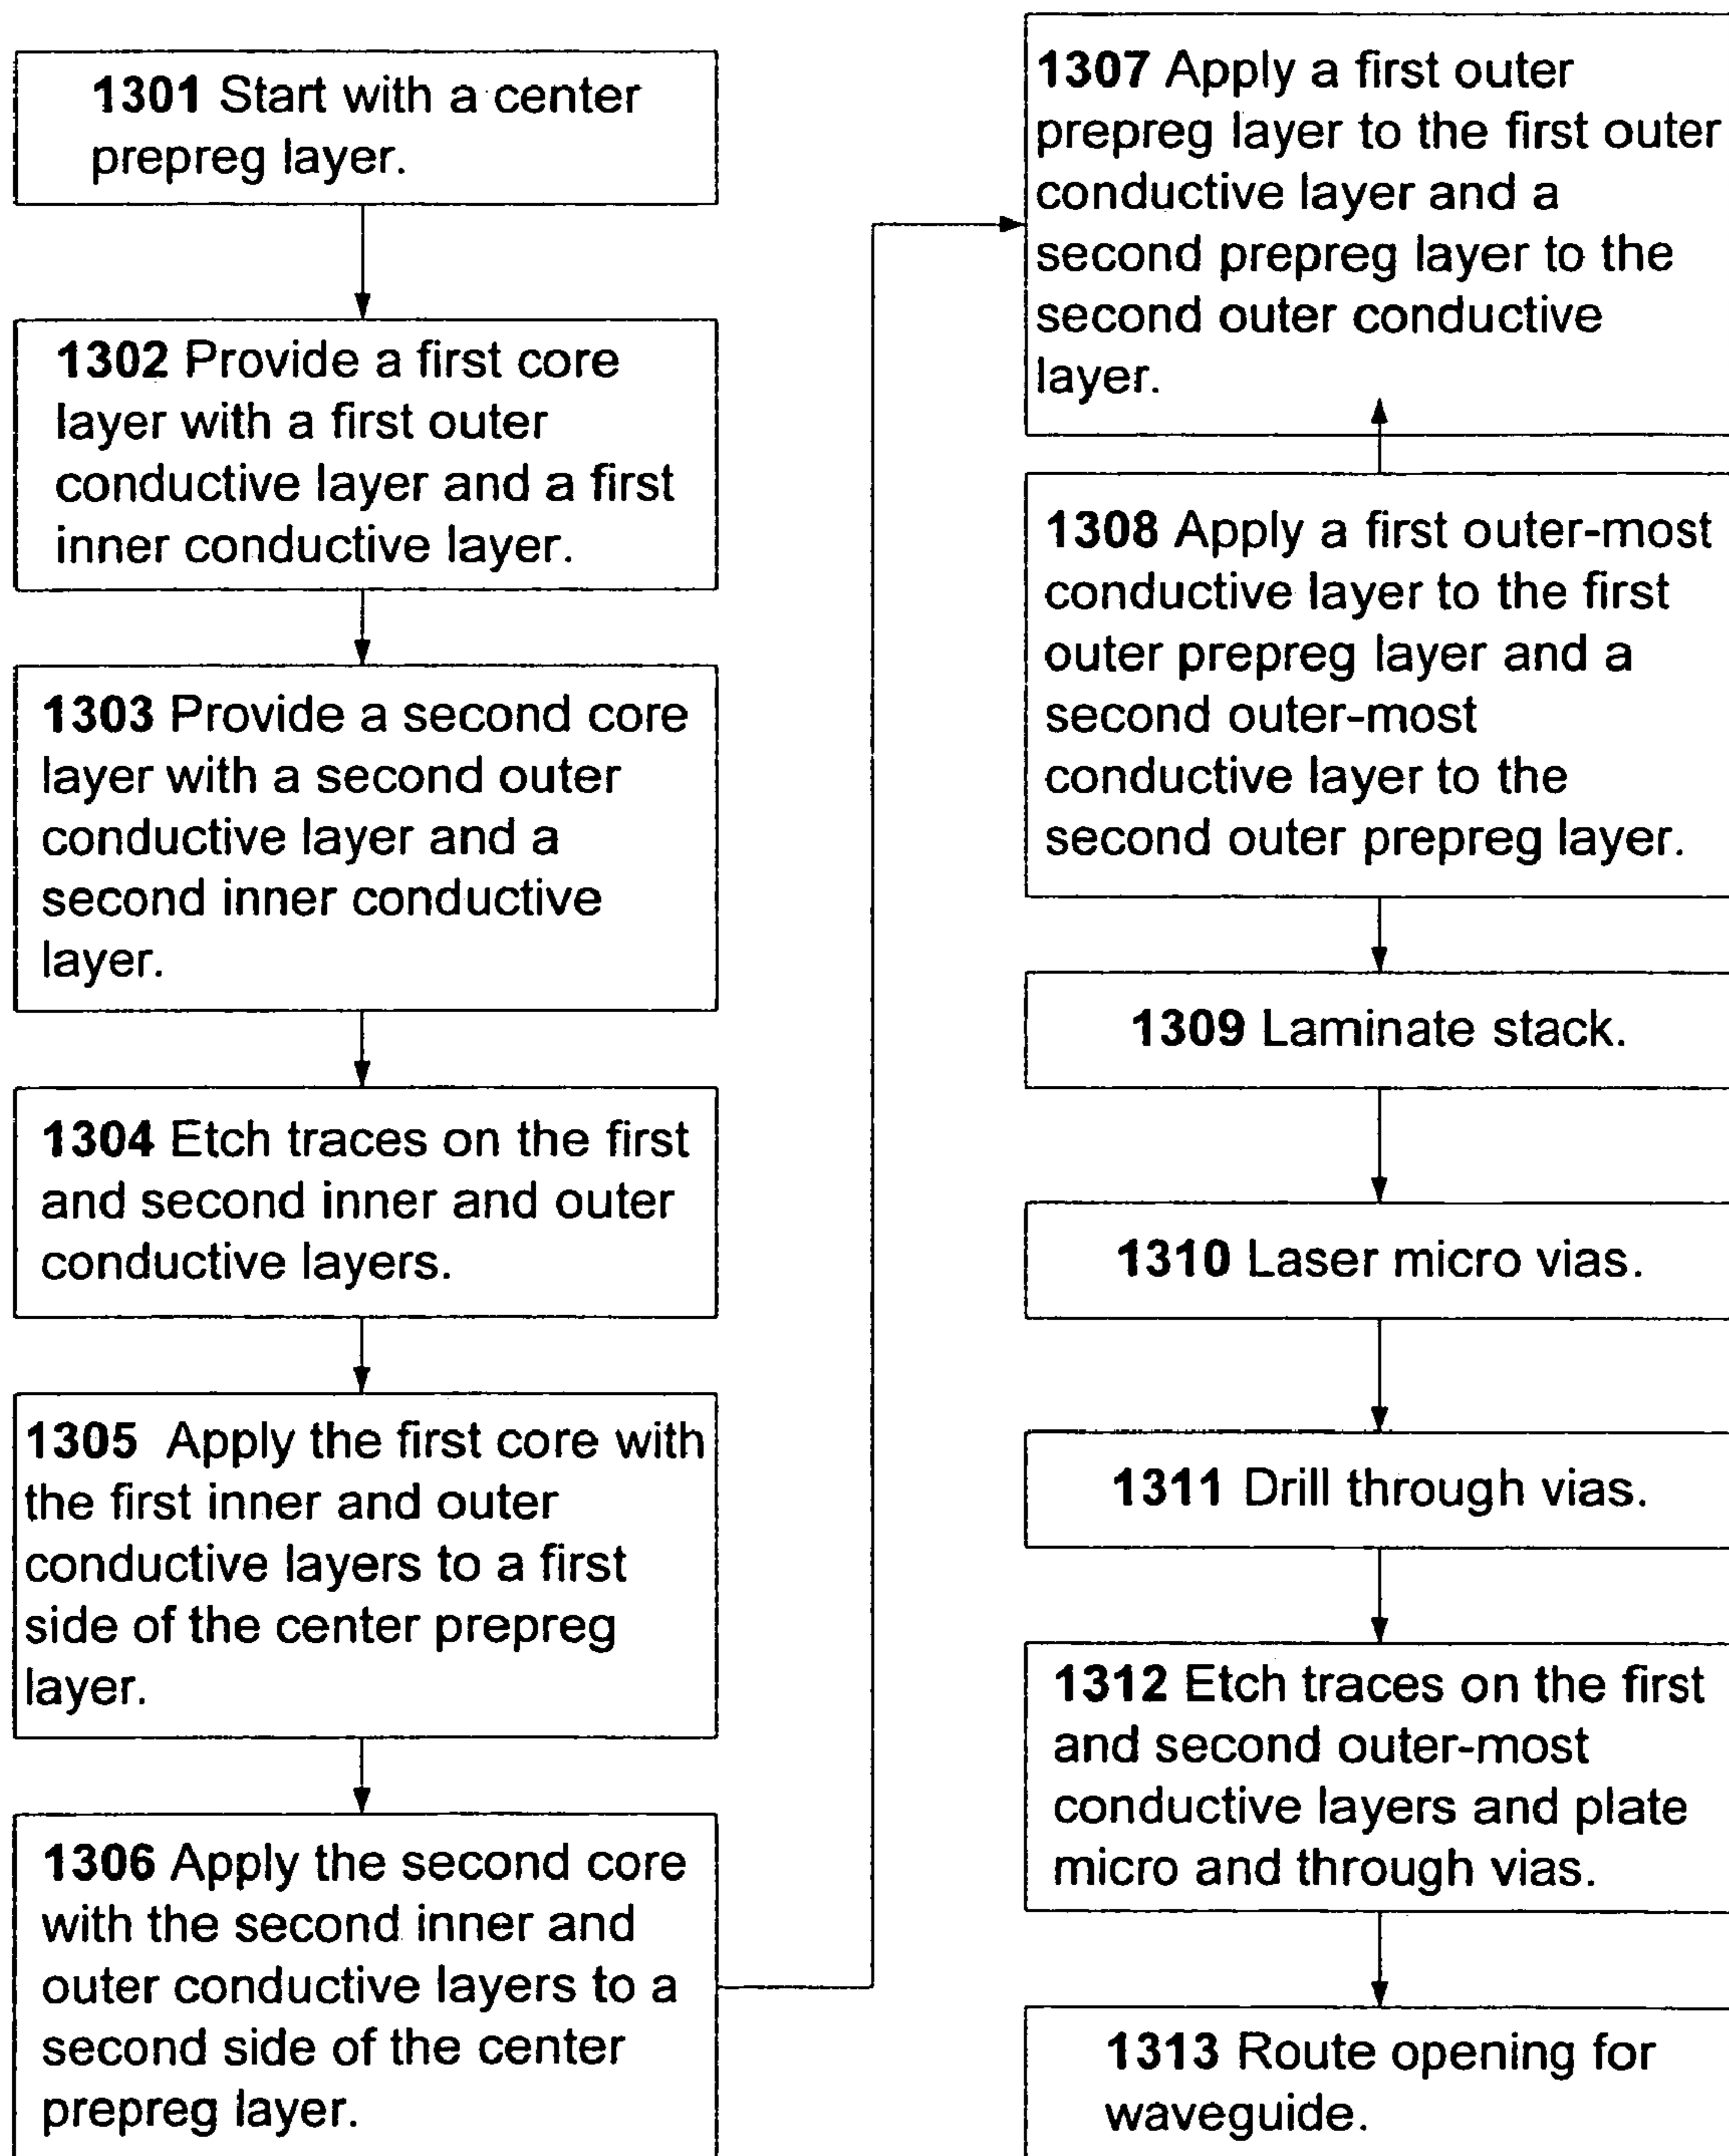 1301 Start with a center
prepreg layer.
1302 Provide a first core
layer with a first outer
conductive layer and a first
inner conductive layer.
1303 Provide a second core
layer with a second outer
conductive layer and a
second inner conductive
layer.
1304 Etch traces on the first
and second inner and outer
conductive layers.
1305 Apply the first core with
the first inner and outer
conductive layers to a first
side of the center prepreg
layer.
1306 Apply the second core
with the second inner and
outer conductive layers to a
second side of the center
prepreg layer.
1307 Apply a first outer
prepreg layer to the first outer
conductive layer and a
second prepreg layer to the
second outer conductive
layer.
1308 Apply a first outer-most
conductive layer to the first
outer prepreg layer and a
second outer-most
conductive layer to the
second outer prepreg layer.
1309 Laminate stack.
1310 Laser micro vias.
1311 Drill through vias.
1312 Etch traces on the first
and second outer-most
conductive layers and plate
micro and through vias.
1313 Route opening for
waveguide.